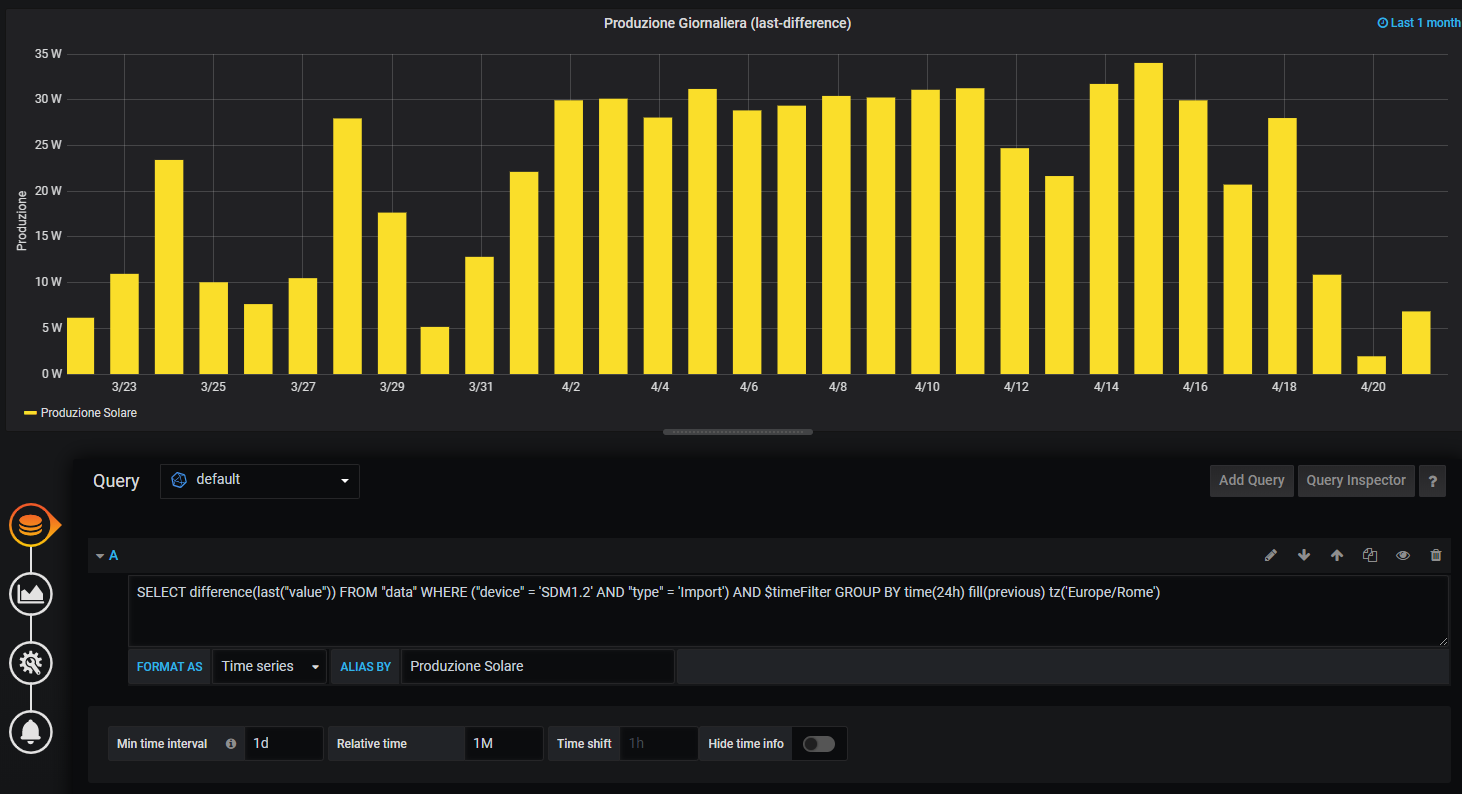 Produzione Giornaliera (last-difference)
Last 1 month
Produzione
35 W
30 W
25 W
20 W
15 W
10 W
5 W
0 W
3/23 3/25 3/27 3/29 3/31 4/2 4/4 4/6 4/8 4/10 4/12 4/14 4/16 4/18 4/20
Produzione Solare
Query default Add Query Query Inspector ?
A
SELECT difference(last("value")) FROM "data" WHERE ("device" = 'SDM1.2' AND "type" = 'Import') AND $timeFilter GROUP BY time(24h) fill(previous) tz('Europe/Rome')
FORMAT AS Time series ALIAS BY Produzione Solare
Min time interval 1d Relative time 1M Time shift 1h Hide time info